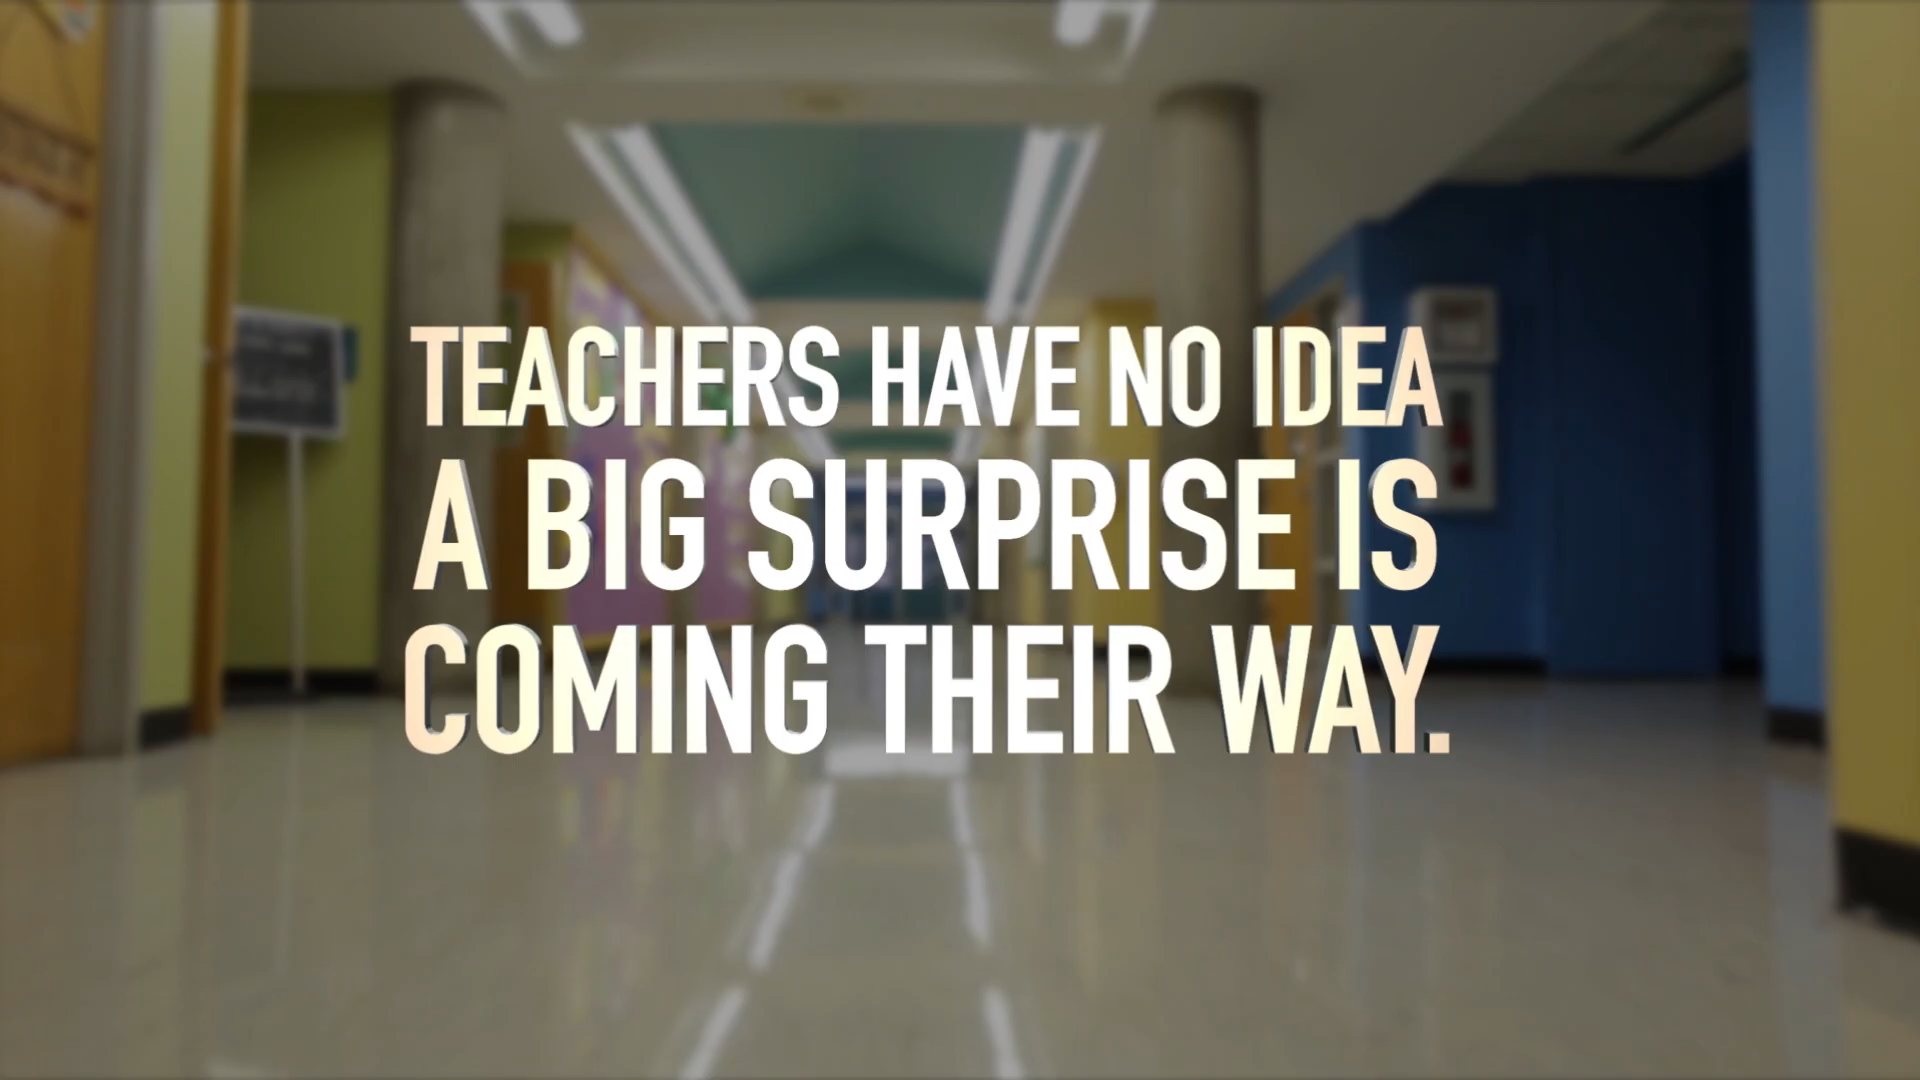 TEACHERS HAVE NO IDEA
A BIG SURPRISE IS
COMING THEIR WAY.